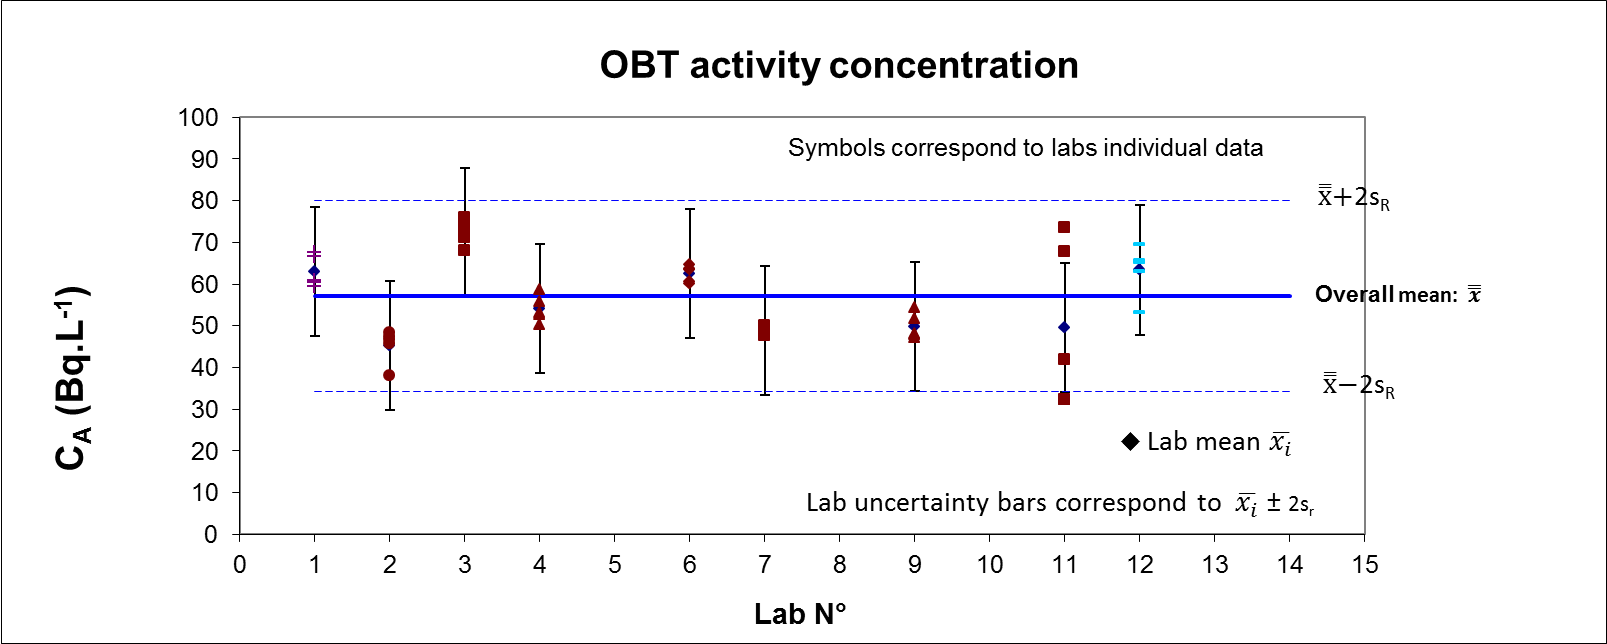 OBT activity concentration
100
90
80
70
60
50
40
30
20
10
0
Symbols correspond to labs individual data
x̿+2sR
Overall mean: x̿
x̿−2sR
Lab mean x̅i
Lab uncertainty bars correspond to x̅i ± 2sr
CA (Bq.L-1)
0 1 2 3 4 5 6 7 8 9 10 11 12 13 14 15
Lab N°